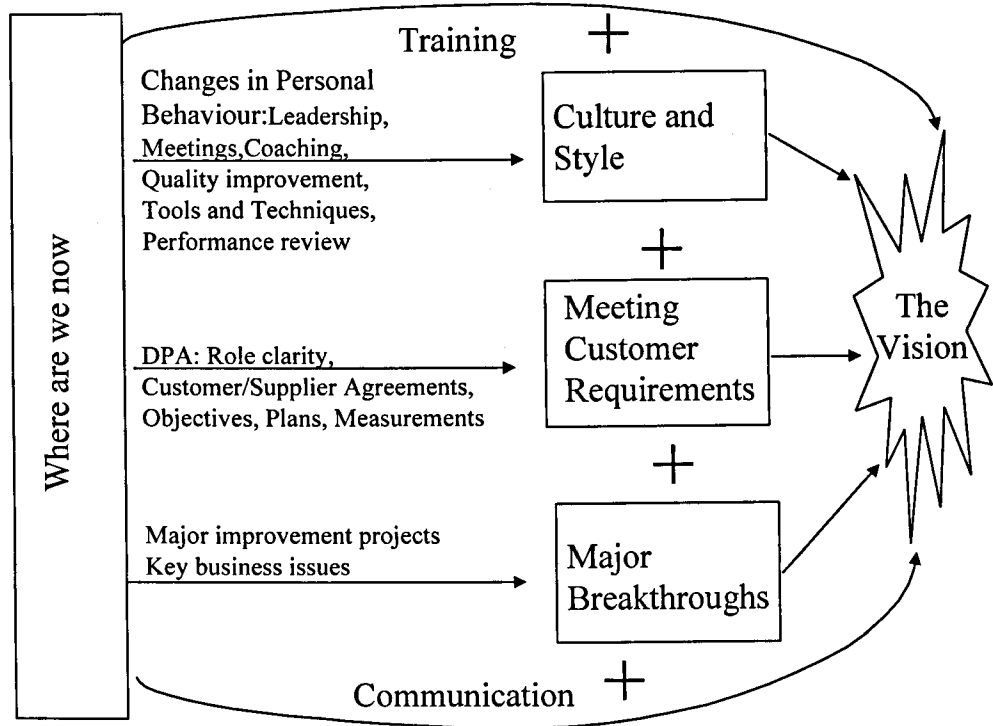 Training +
Changes in Personal
Behaviour:Leadership,
Meetings,Coaching,
Quality improvement,
Tools and Techniques,
Performance review
Culture and
Style
+
Where are we now
DPA: Role clarity,
Customer/Supplier Agreements,
Objectives, Plans, Measurements
Meeting
Customer
Requirements
The
Vision
+
Major improvement projects
Key business issues
Major
Breakthroughs
Communication +